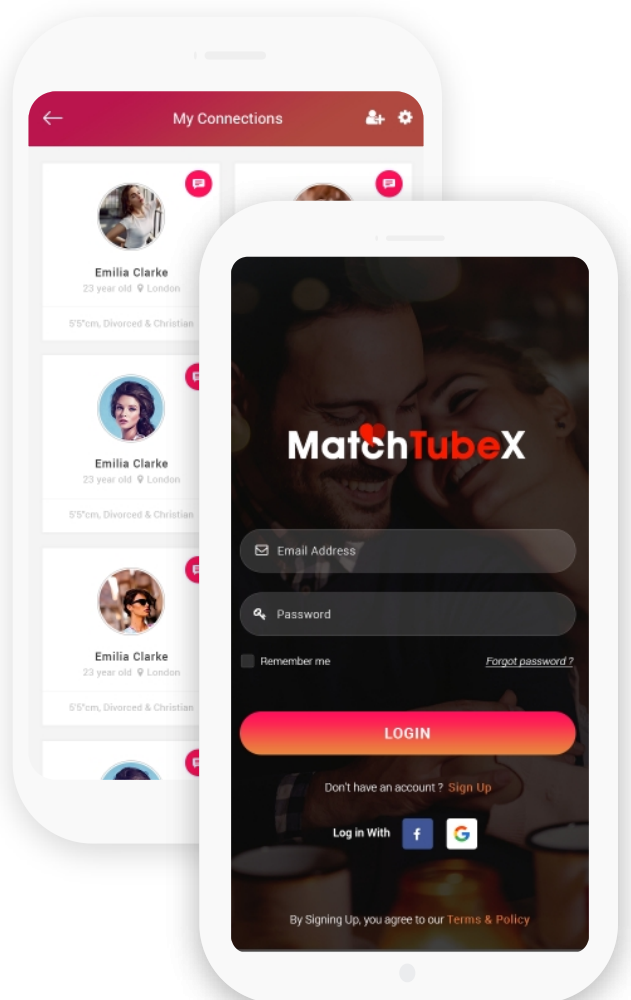 My Connections
Emilia Clarke
23 year old London
5'5"cm, Divorced & Christian
Emilia Clarke
23 year old London
5'5"cm, Divorced & Christian
Emilia Clarke
23 year old London
5'5"cm, Divorced & Christian
MatchTubeX
Email Address
Password
Remember me
Forgot password ?
LOGIN
Don't have an account ? Sign Up
Log in With f G
By Signing Up, you agree to our Terms & Policy